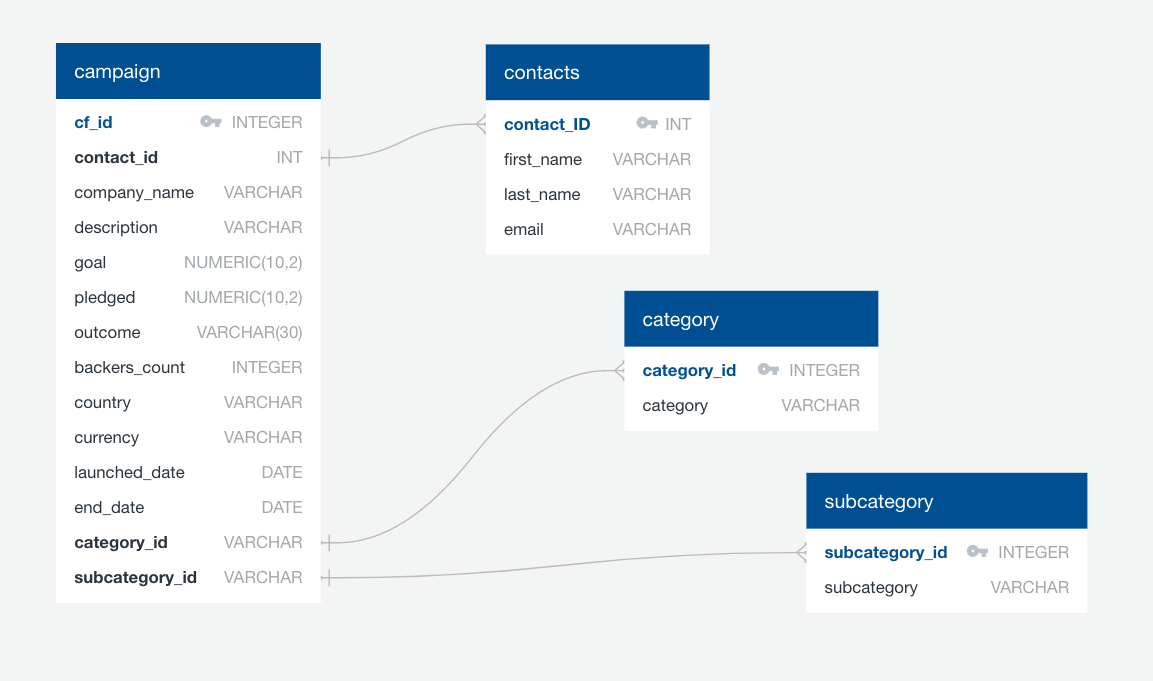 campaign
cf_id INTEGER
contact_id INT
company_name VARCHAR
description VARCHAR
goal NUMERIC(10,2)
pledged NUMERIC(10,2)
outcome VARCHAR(30)
backers_count INTEGER
country VARCHAR
currency VARCHAR
launched_date DATE
end_date DATE
category_id VARCHAR
subcategory_id VARCHAR
contacts
contact_ID INT
first_name VARCHAR
last_name VARCHAR
email VARCHAR
category
category_id INTEGER
category VARCHAR
subcategory
subcategory_id INTEGER
subcategory VARCHAR